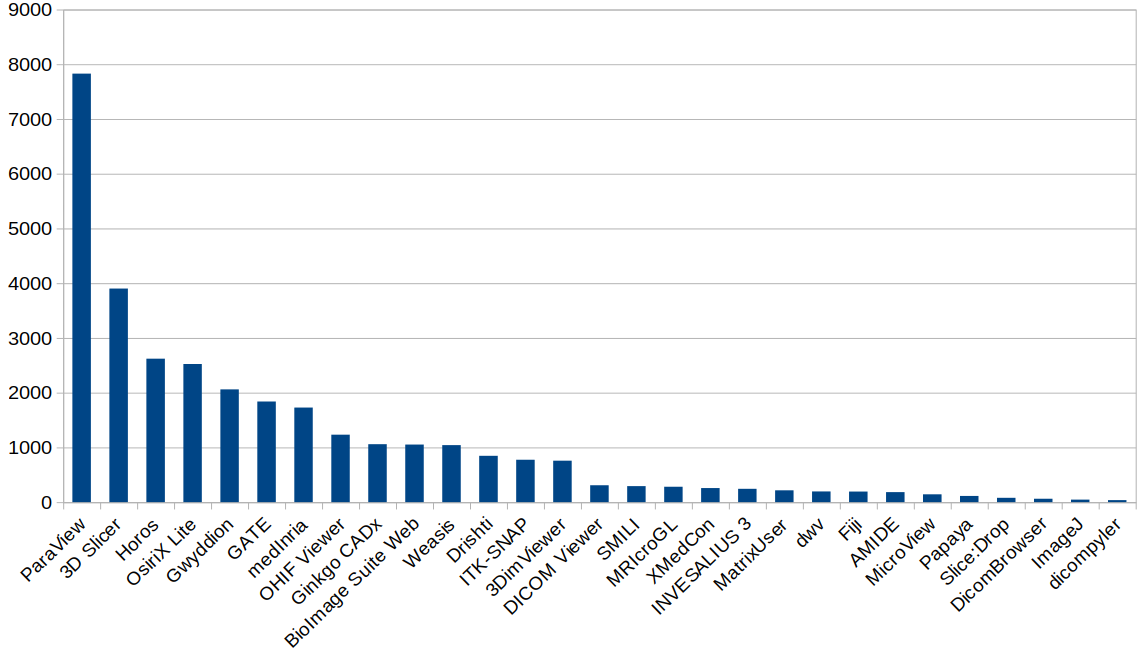 9000
8000
7000
6000
5000
4000
3000
2000
1000
0
ParaView
3D Slicer
Horos
OsiriX Lite
Gwyddion
GATE
medInria
OHIF Viewer
Ginkgo CADx
BioImage Suite Web
Weasis
Drishti
ITK-SNAP
3DimViewer
DICOM Viewer
SMILI
MRIcroGL
XMedCon
INVESALIUS 3
MatrixUser
dwv
Fiji
AMIDE
MicroView
Papaya
Slice:Drop
DicomBrowser
ImageJ
dicompyler